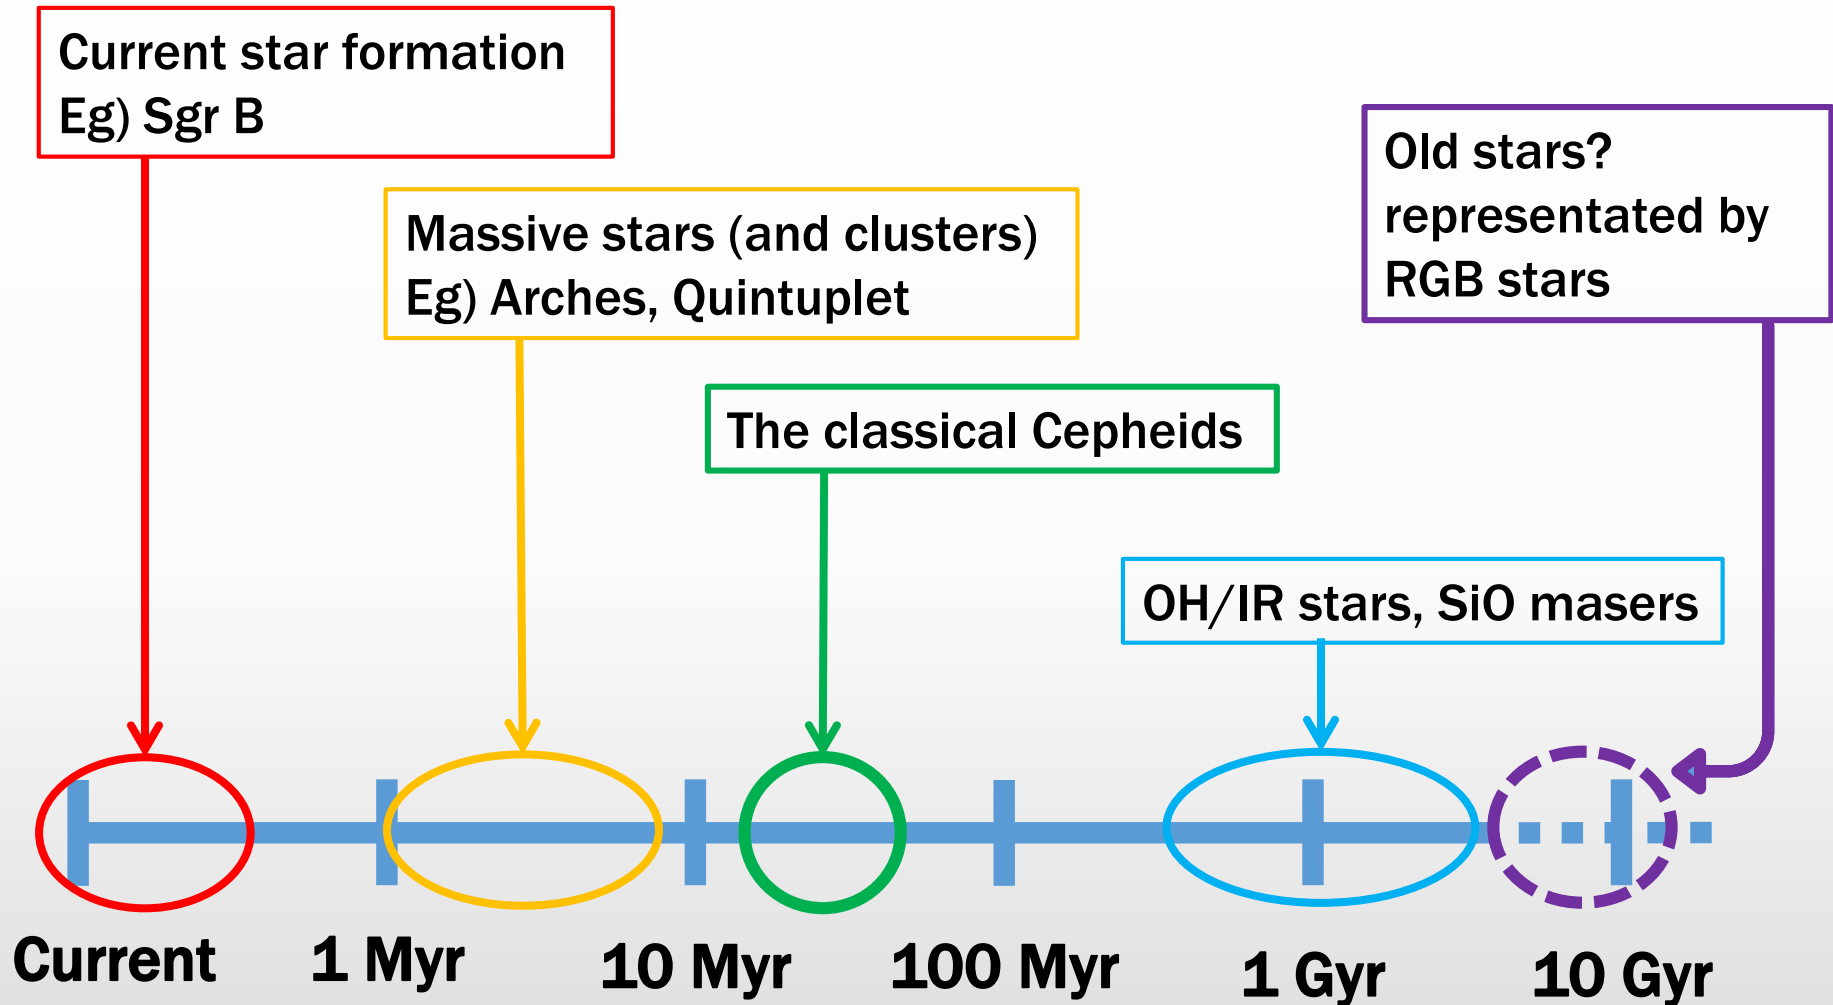 Current star formation
Eg) Sgr B
Massive stars (and clusters)
Eg) Arches, Quintuplet
Old stars?
representated by
RGB stars
The classical Cepheids
OH/IR stars, SiO masers
Current
1 Myr
10 Myr
100 Myr
1 Gyr
10 Gyr